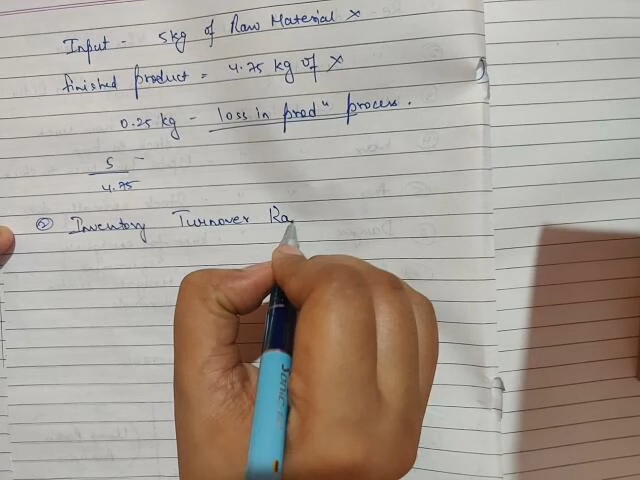 Input - 5kg of Raw Material X
finished product = 4.75 kg of X
0.25 kg - loss in prodⁿ process.
5
4.75
② Inventory Turnover Ra